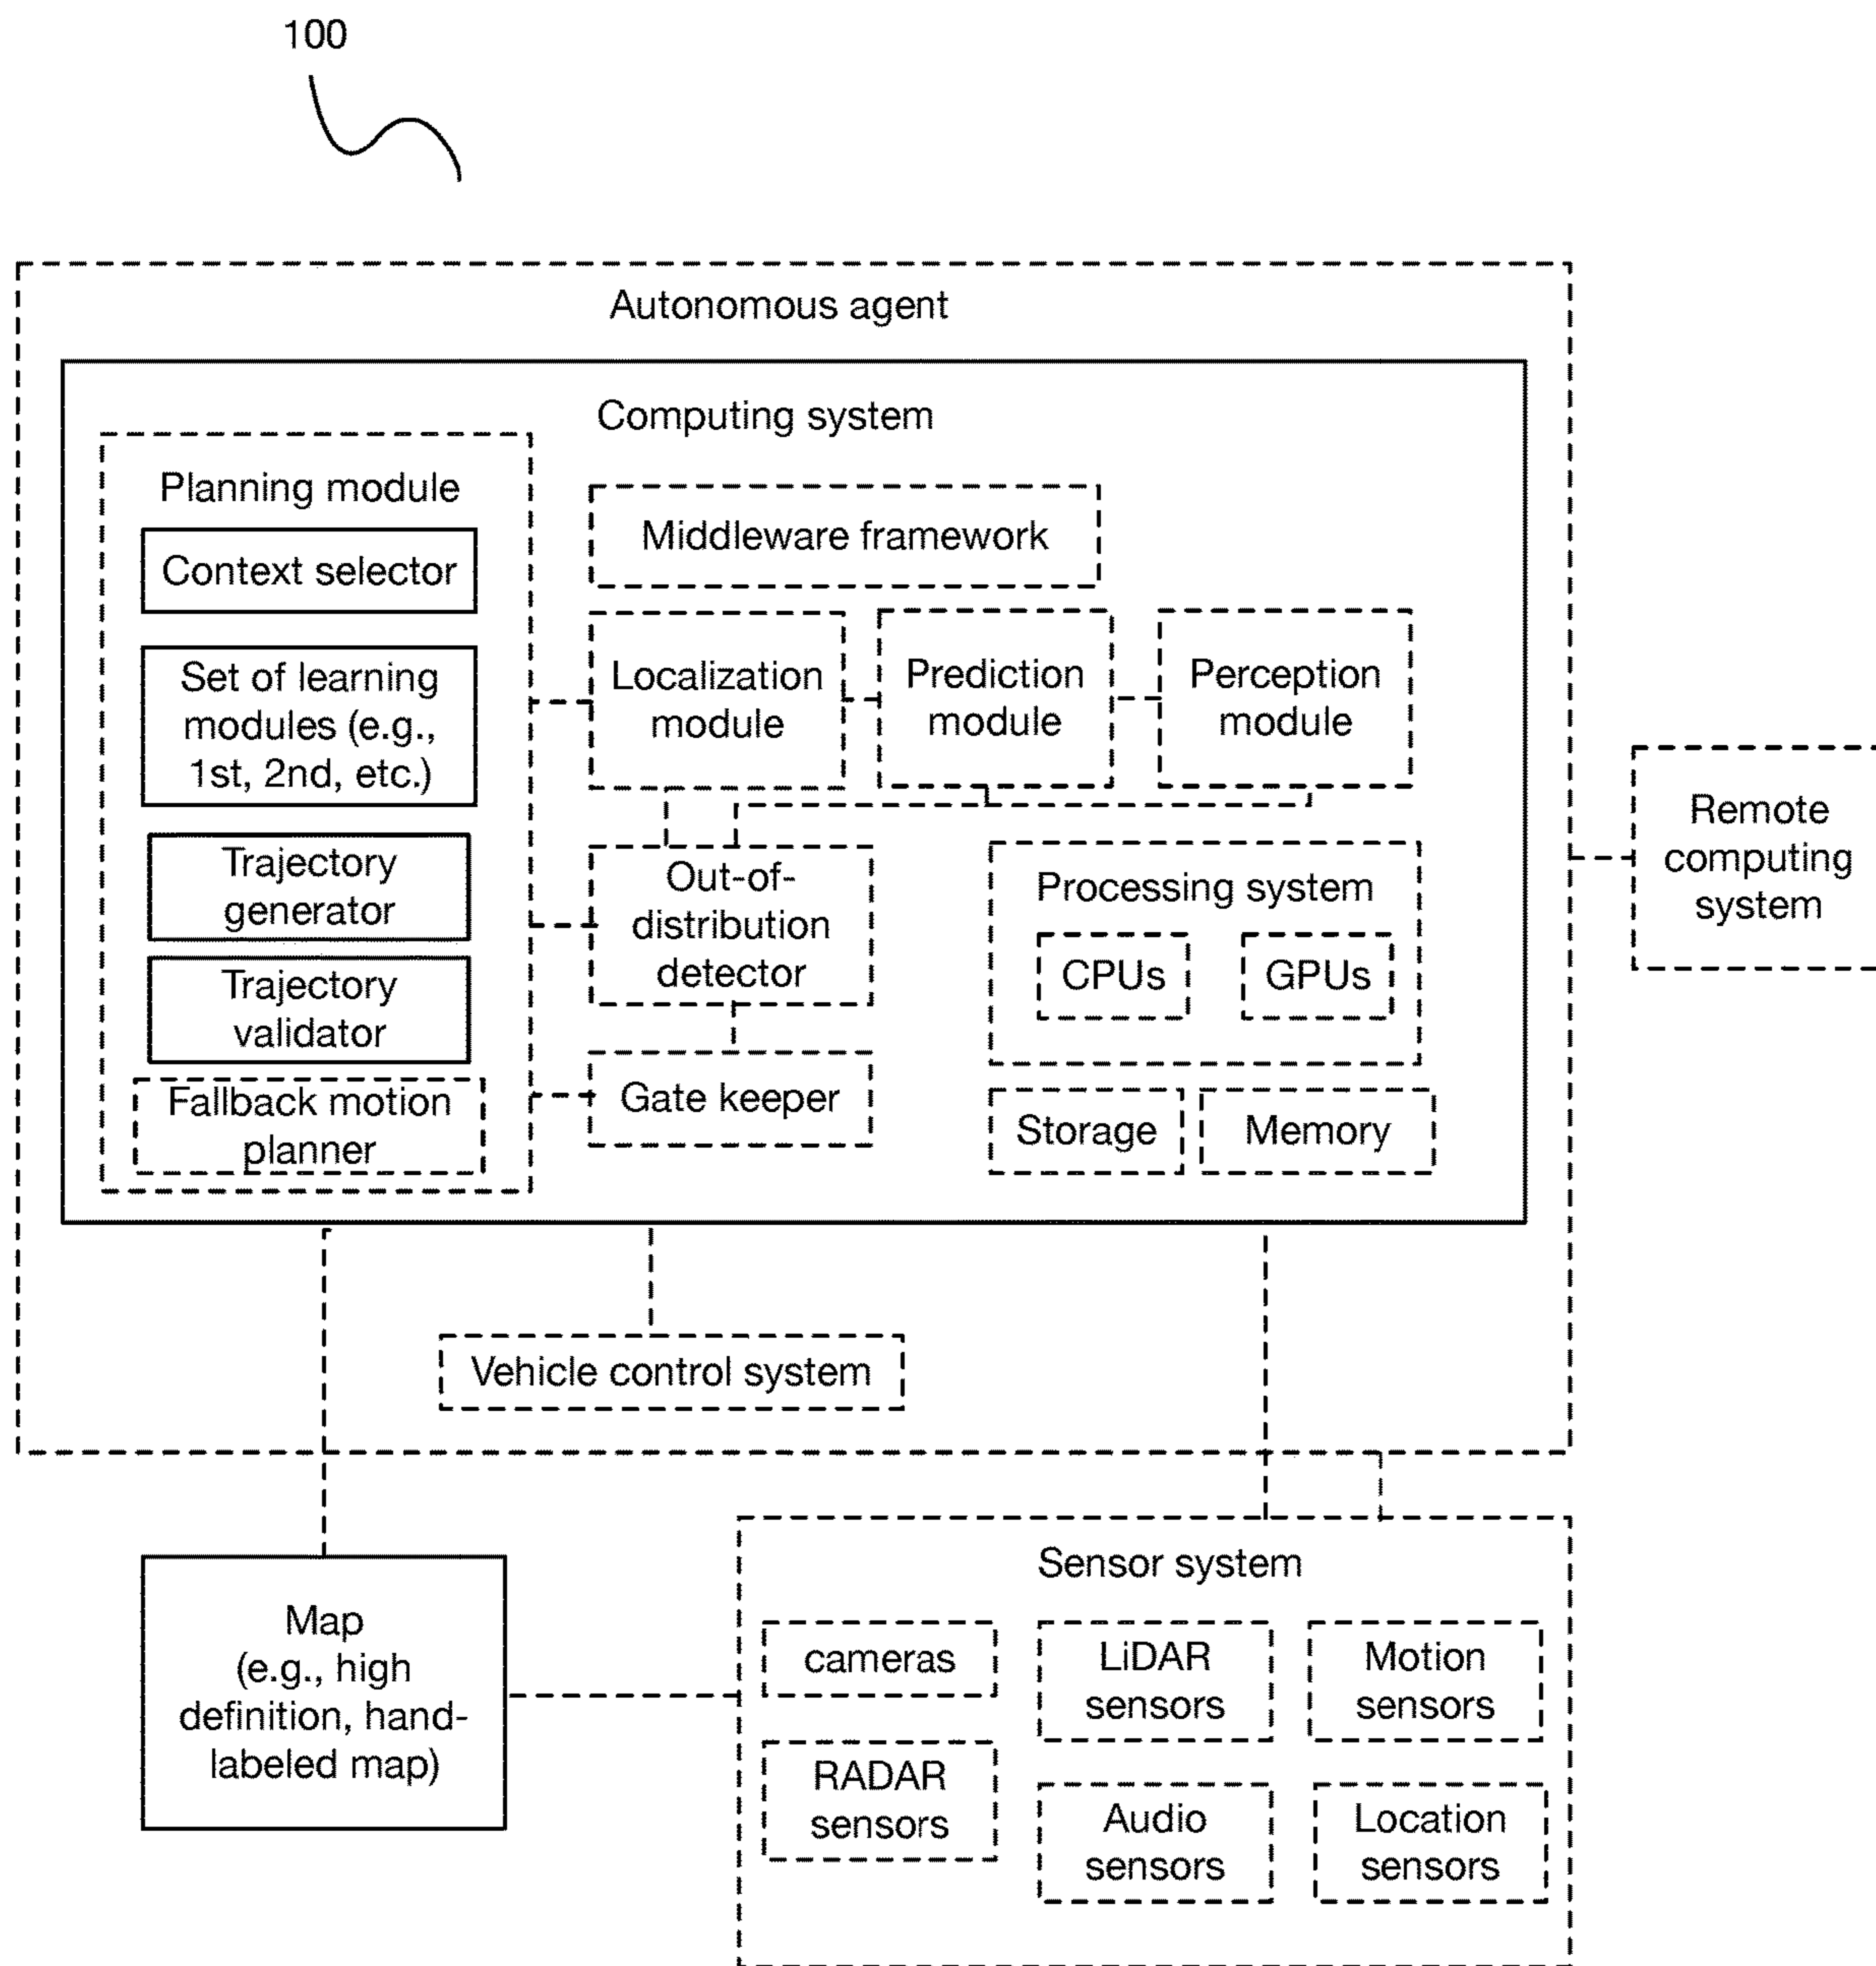 100
Autonomous agent
Computing system
Planning module
Context selector
Set of learning
modules (e.g.,
1st, 2nd, etc.)
Trajectory
generator
Trajectory
validator
Fallback motion
planner
Middleware framework
Localization
module
Prediction
module
Perception
module
Out-of-
distribution
detector
Gate keeper
Processing system
CPUs
GPUs
Storage
Memory
Remote
computing
system
Vehicle control system
Map
(e.g., high
definition, hand-
labeled map)
Sensor system
cameras
LiDAR
sensors
Motion
sensors
RADAR
sensors
Audio
sensors
Location
sensors